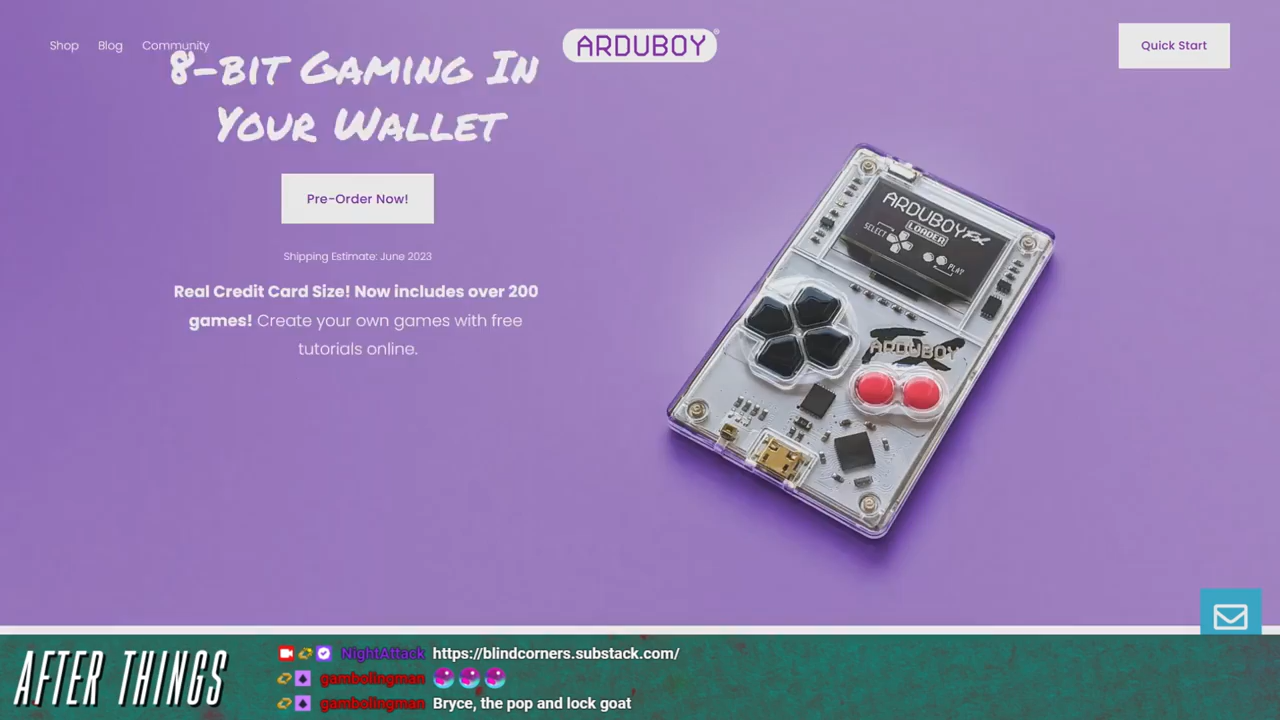 Shop Blog Community
ARDUBOY
Quick Start
8-bit Gaming In
Your Wallet
Pre-Order Now!
Shipping Estimate: June 2023
Real Credit Card Size! Now includes over 200
games! Create your own games with free
tutorials online.
ARDUBOY FX
LOADER
SELECT
PLAY
ARDUBOY
FX
AFTER THINGS
NightAttack https://blindcorners.substack.com/
gambolingman
gambolingman Bryce, the pop and lock goat